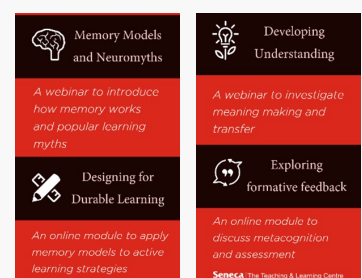 Memory Models
and Neuromyths
A webinar to introduce
how memory works
and popular learning
myths
Designing for
Durable Learning
An online module to apply
memory models to active
learning strategies
Developing
Understanding
A webinar to investigate
meaning making and
transfer
Exploring
formative feedback
An online module to
discuss metacognition
and assessment
Seneca The Teaching & Learning Centre